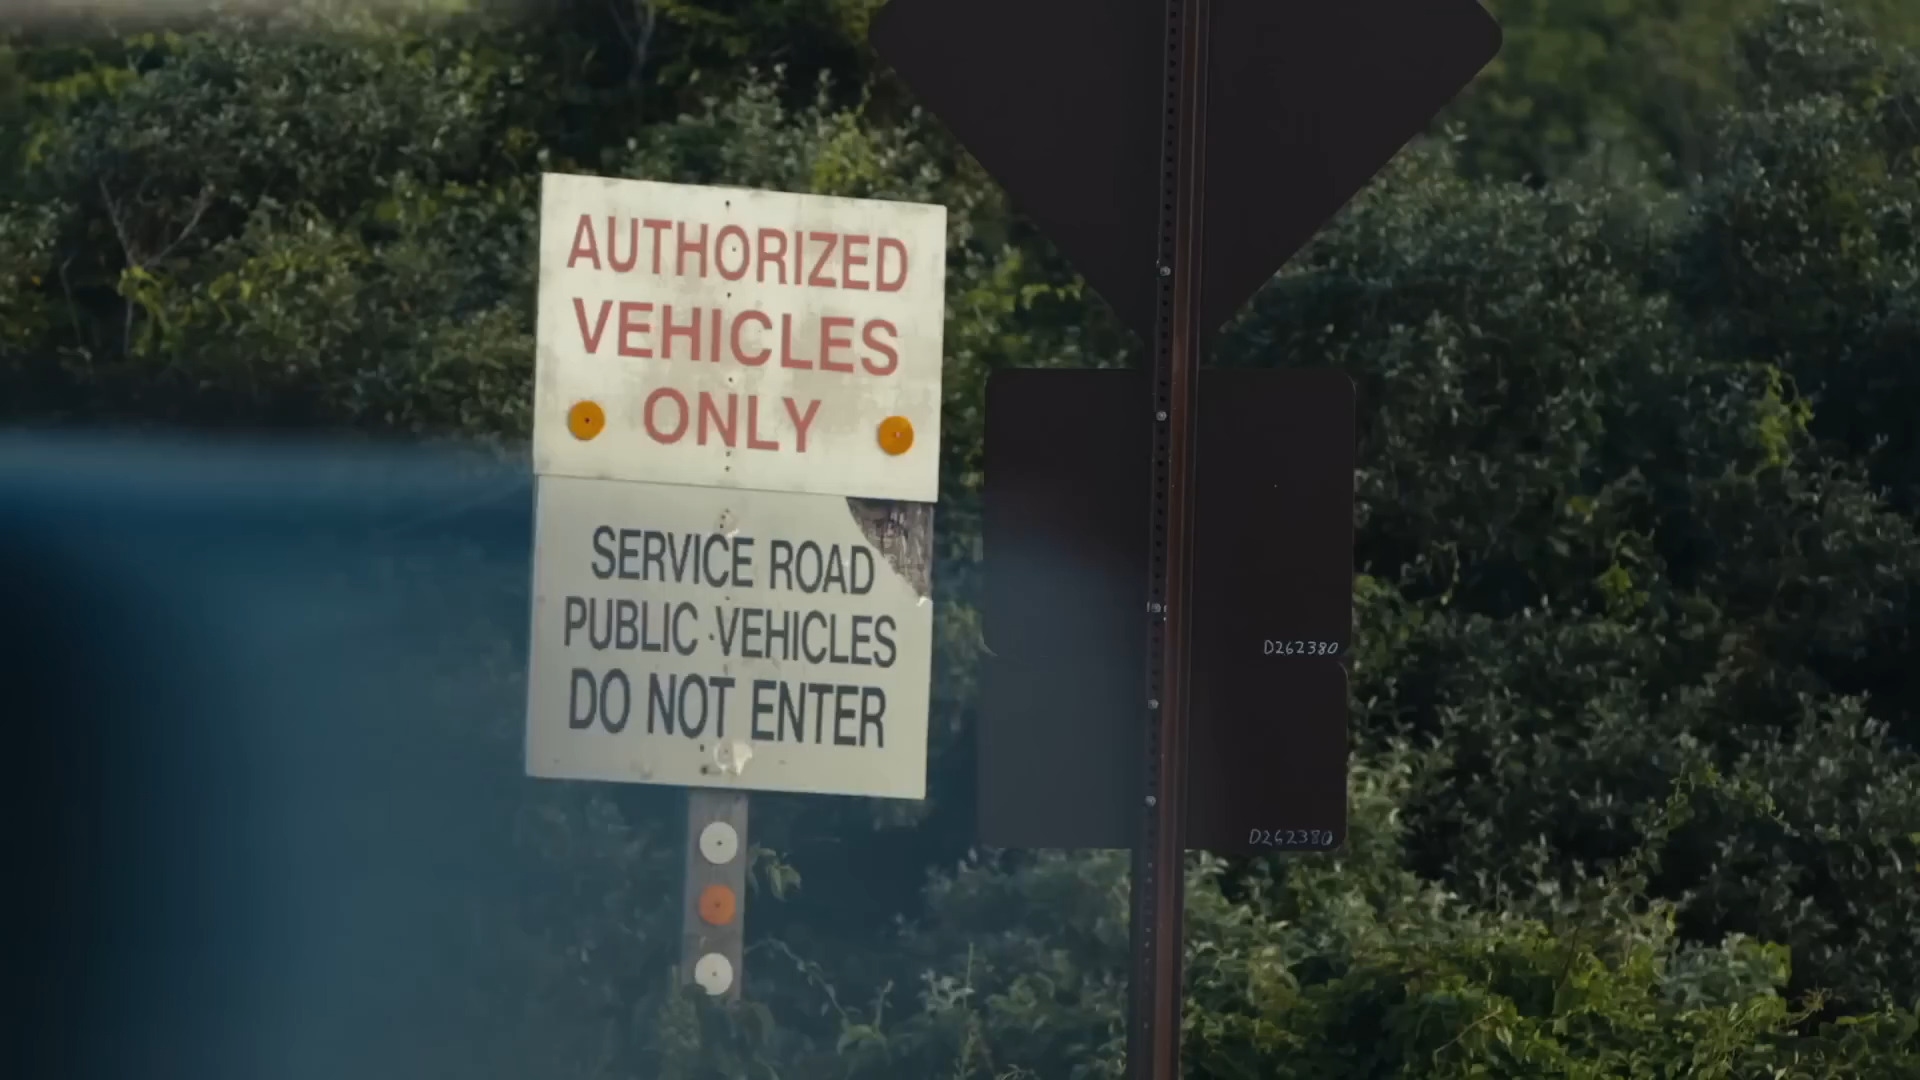 AUTHORIZED
VEHICLES
ONLY
SERVICE ROAD
PUBLIC VEHICLES
DO NOT ENTER
D262380
D262380